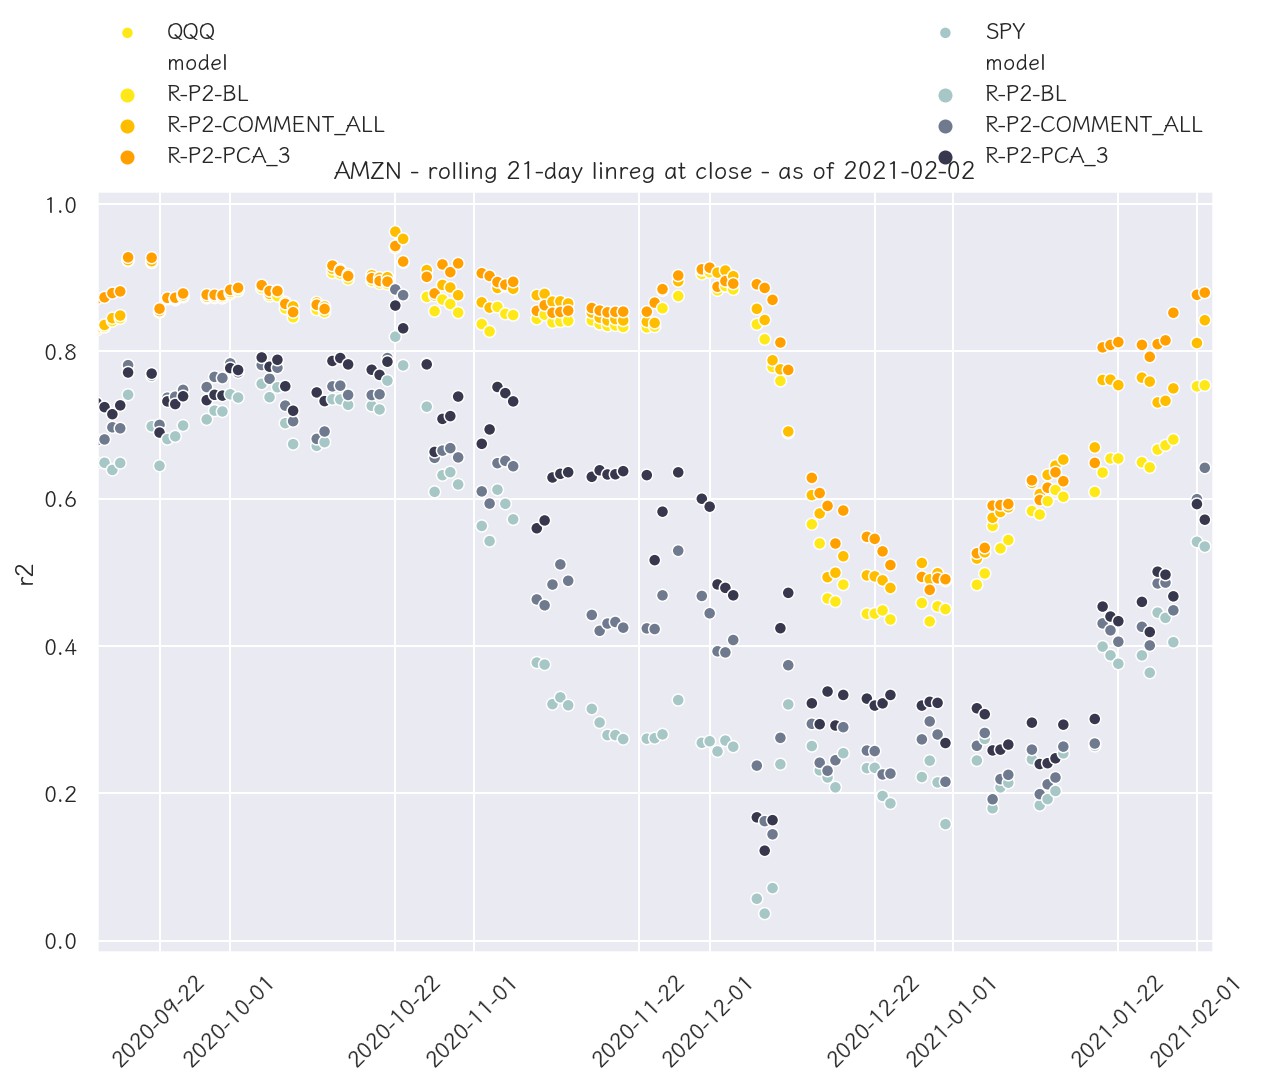 QQQ
model
R-P2-BL
R-P2-COMMENT_ALL
R-P2-PCA_3
SPY
model
R-P2-BL
R-P2-COMMENT_ALL
R-P2-PCA_3
AMZN - rolling 21-day linreg at close - as of 2021-02-02
1.0
0.8
0.6
0.4
0.2
0.0
r2
2020-09-22
2020-10-01
2020-10-22
2020-11-01
2020-11-22
2020-12-01
2020-12-22
2021-01-01
2021-01-22
2021-02-01